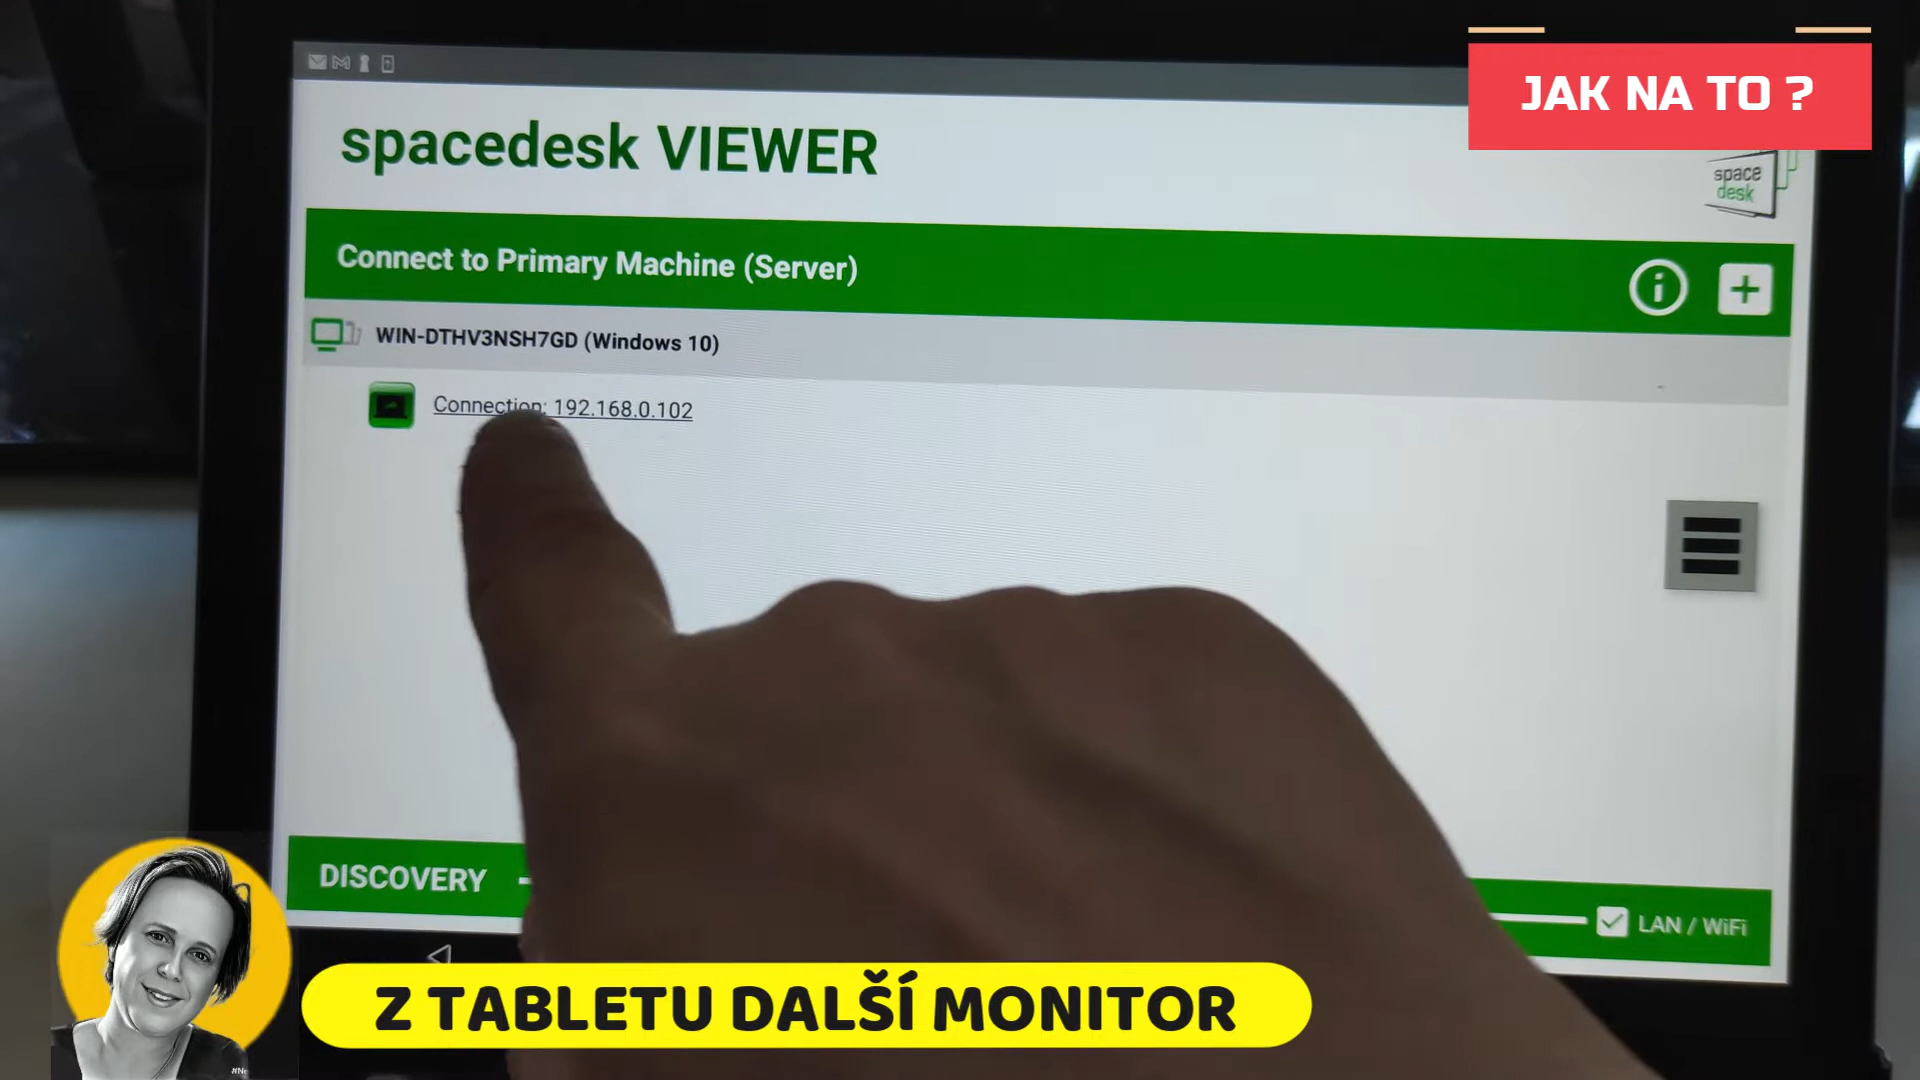 JAK NA TO ?
spacedesk VIEWER
space
desk
Connect to Primary Machine (Server)
WIN-DTHV3NSH7GD (Windows 10)
Connection: 192.168.0.102
DISCOVERY
LAN / WiFi
Z TABLETU DALŠÍ MONITOR